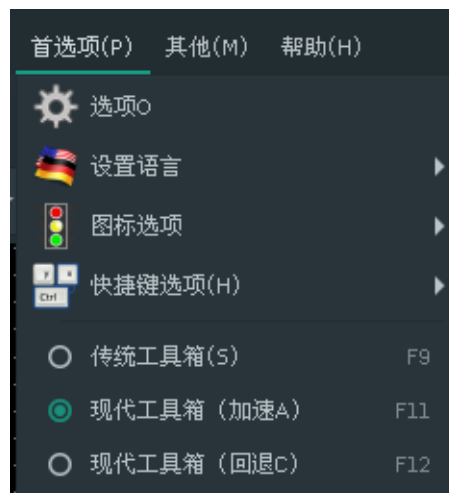 首选项(P) 其他(M) 帮助(H)
选项O
设置语言
图标选项
y x
Ctrl
快捷键选项(H)
传统工具箱(S) F9
现代工具箱（加速A） F11
现代工具箱（回退C） F12